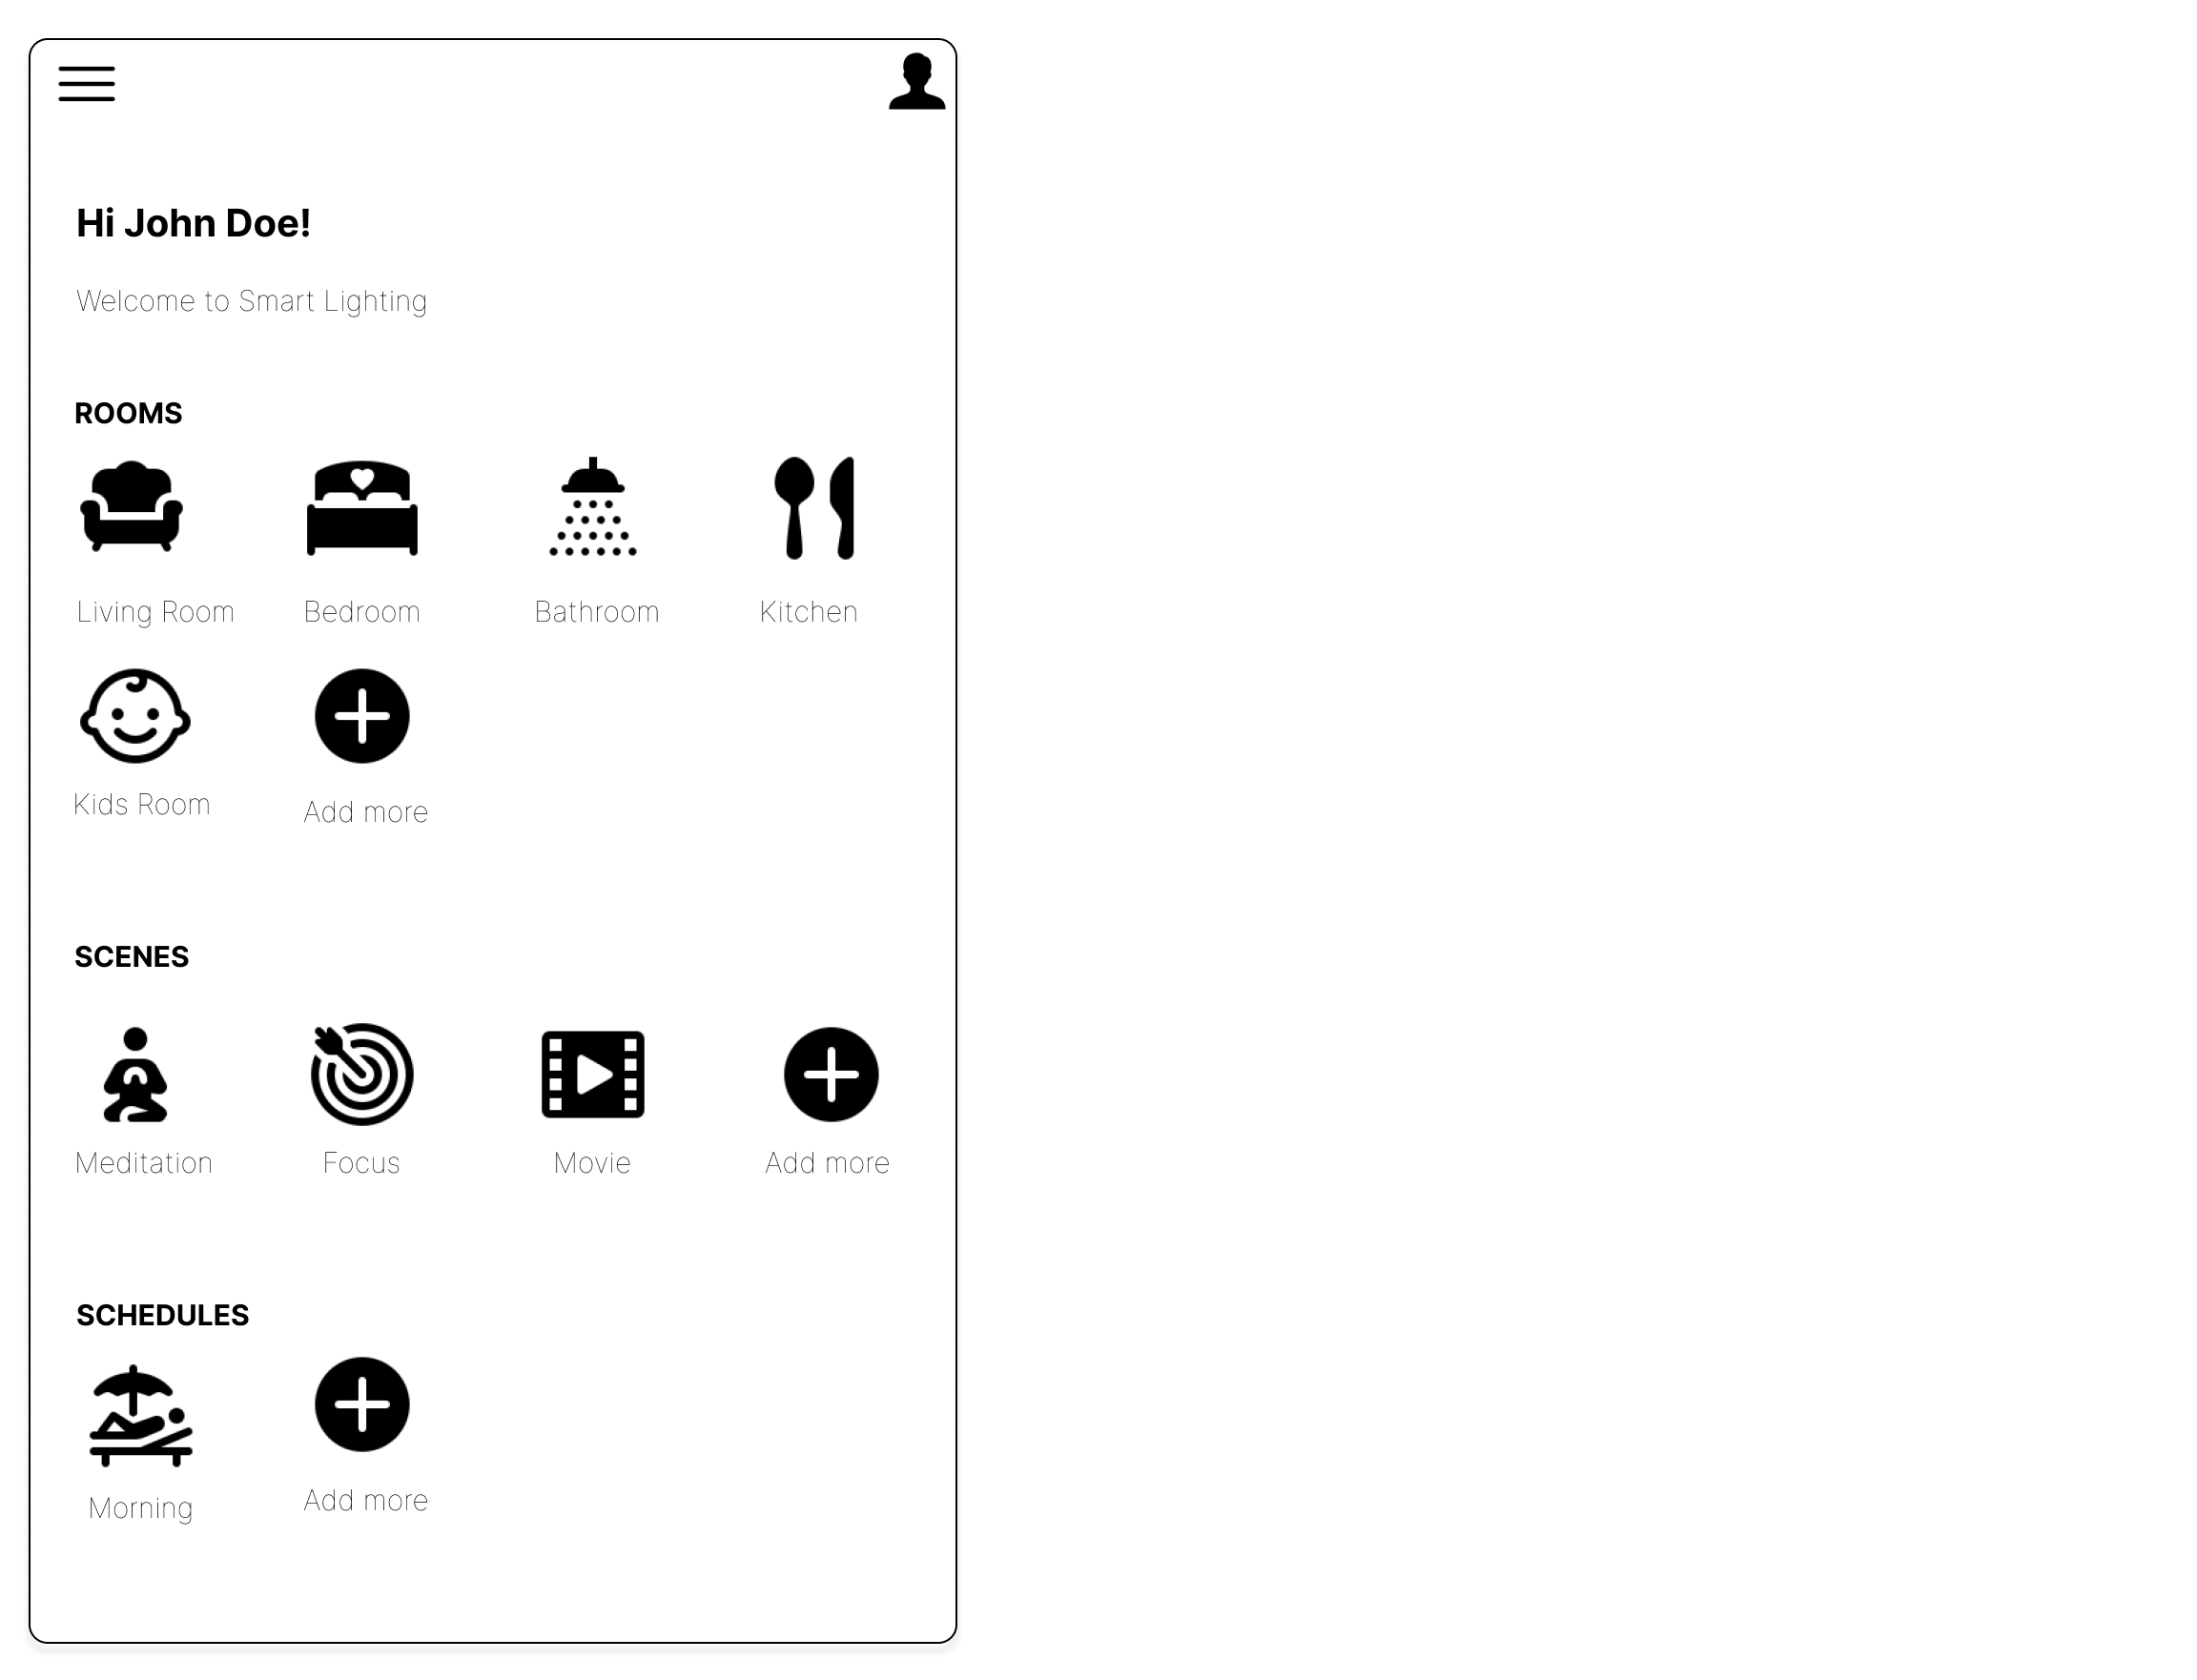 Hi John Doe!
Welcome to Smart Lighting
ROOMS
Living Room
Bedroom
Bathroom
Kitchen
Kids Room
Add more
SCENES
Meditation
Focus
Movie
Add more
SCHEDULES
Morning
Add more